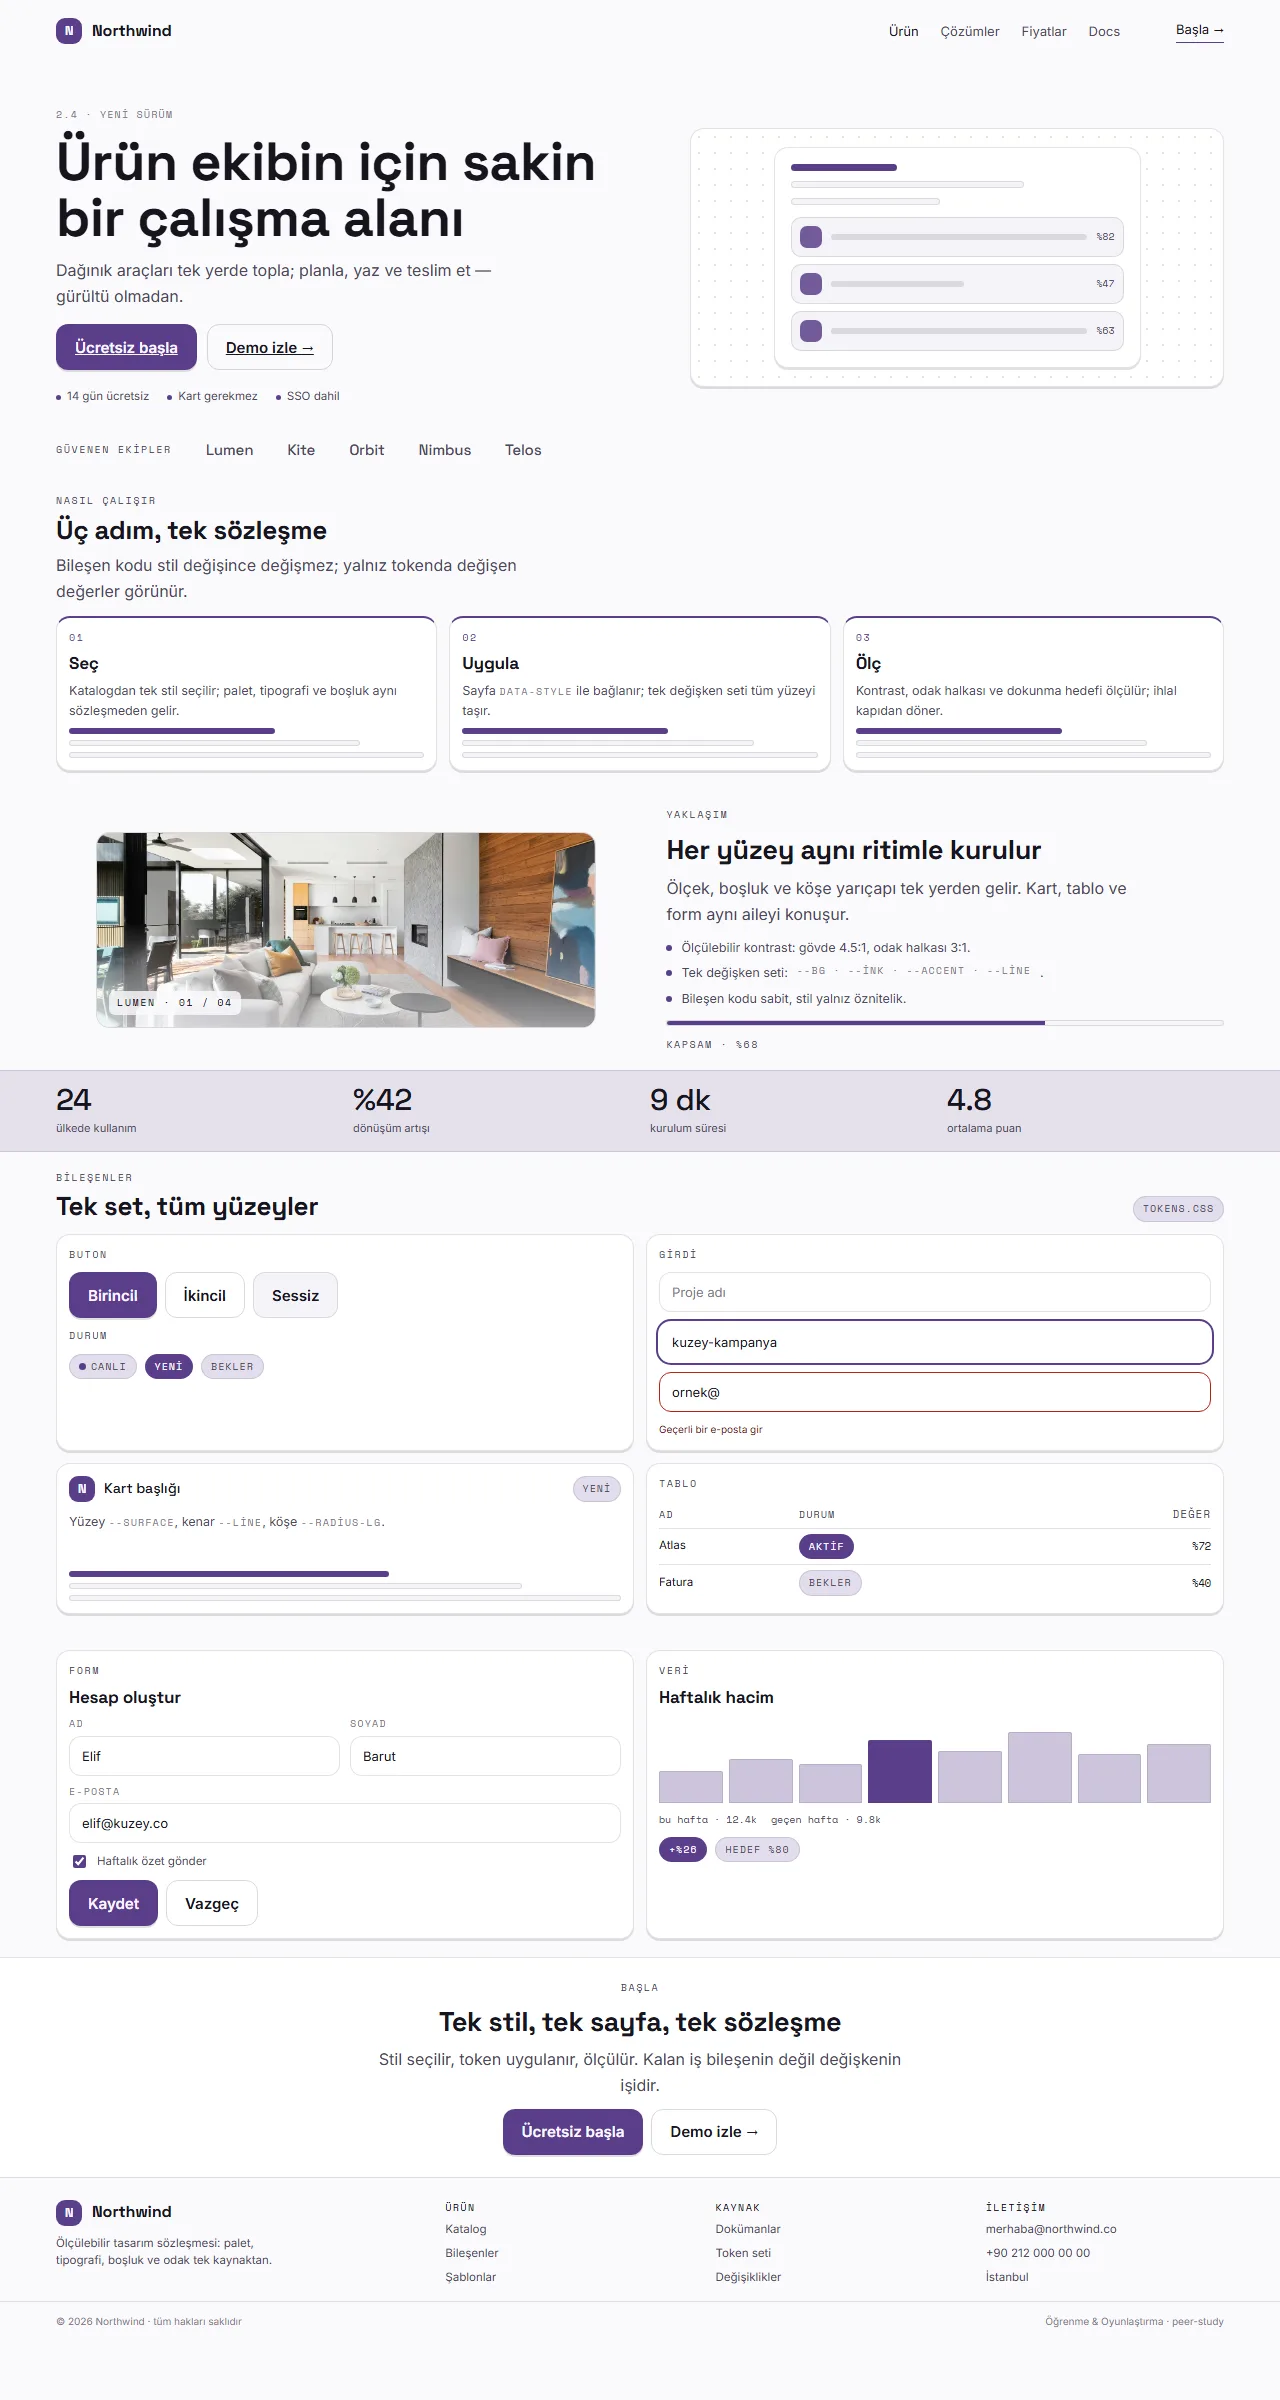 N Northwind
Ürün Çözümler Fiyatlar Docs Başla →
2.4 · YENİ SÜRÜM
Ürün ekibin için sakin
bir çalışma alanı
Dağınık araçları tek yerde topla; planla, yaz ve teslim et —
gürültü olmadan.
Ücretsiz başla Demo izle →
14 gün ücretsiz Kart gerekmez SSO dahil
%82
%47
%63
GÜVENEN EKİPLER Lumen Kite Orbit Nimbus Telos
NASIL ÇALIŞIR
Üç adım, tek sözleşme
Bileşen kodu stil değişince değişmez; yalnız tokenda değişen
değerler görünür.
01
Seç
Katalogdan tek stil seçilir; palet, tipografi ve boşluk aynı
sözleşmeden gelir.
02
Uygula
Sayfa DATA-STYLE ile bağlanır; tek değişken seti tüm yüzeyi
taşır.
03
Ölç
Kontrast, odak halkası ve dokunma hedefi ölçülür; ihlal
kapıdan döner.
LUMEN · 01 / 04
YAKLAŞIM
Her yüzey aynı ritimle kurulur
Ölçek, boşluk ve köşe yarıçapı tek yerden gelir. Kart, tablo ve
form aynı aileyi konuşur.
Ölçülebilir kontrast: gövde 4.5:1, odak halkası 3:1.
Tek değişken seti: --BG · --İNK · --ACCENT · --LİNE .
Bileşen kodu sabit, stil yalnız öznitelik.
KAPSAM · %68
24
ülkede kullanım
%42
dönüşüm artışı
9 dk
kurulum süresi
4.8
ortalama puan
BİLEŞENLER
Tek set, tüm yüzeyler
TOKENS.CSS
BUTON
Birincil İkincil Sessiz
DURUM
CANLI YENİ BEKLER
GİRDİ
Proje adı
kuzey-kampanya
ornek@
Geçerli bir e-posta gir
N Kart başlığı YENİ
Yüzey --SURFACE, kenar --LİNE, köşe --RADİUS-LG.
TABLO
AD DURUM DEĞER
Atlas AKTİF %72
Fatura BEKLER %40
FORM
Hesap oluştur
AD SOYAD
Elif Barut
E-POSTA
elif@kuzey.co
Haftalık özet gönder
Kaydet Vazgeç
VERİ
Haftalık hacim
bu hafta · 12.4k geçen hafta · 9.8k
+%26 HEDEF %80
BAŞLA
Tek stil, tek sayfa, tek sözleşme
Stil seçilir, token uygulanır, ölçülür. Kalan iş bileşenin değil değişkenin
işidir.
Ücretsiz başla Demo izle →
N Northwind
Ölçülebilir tasarım sözleşmesi: palet,
tipografi, boşluk ve odak tek kaynaktan.
ÜRÜN
Katalog
Bileşenler
Şablonlar
KAYNAK
Dokümanlar
Token seti
Değişiklikler
İLETİŞİM
merhaba@northwind.co
+90 212 000 00 00
İstanbul
© 2026 Northwind · tüm hakları saklıdır
Öğrenme & Oyunlaştırma · peer-study